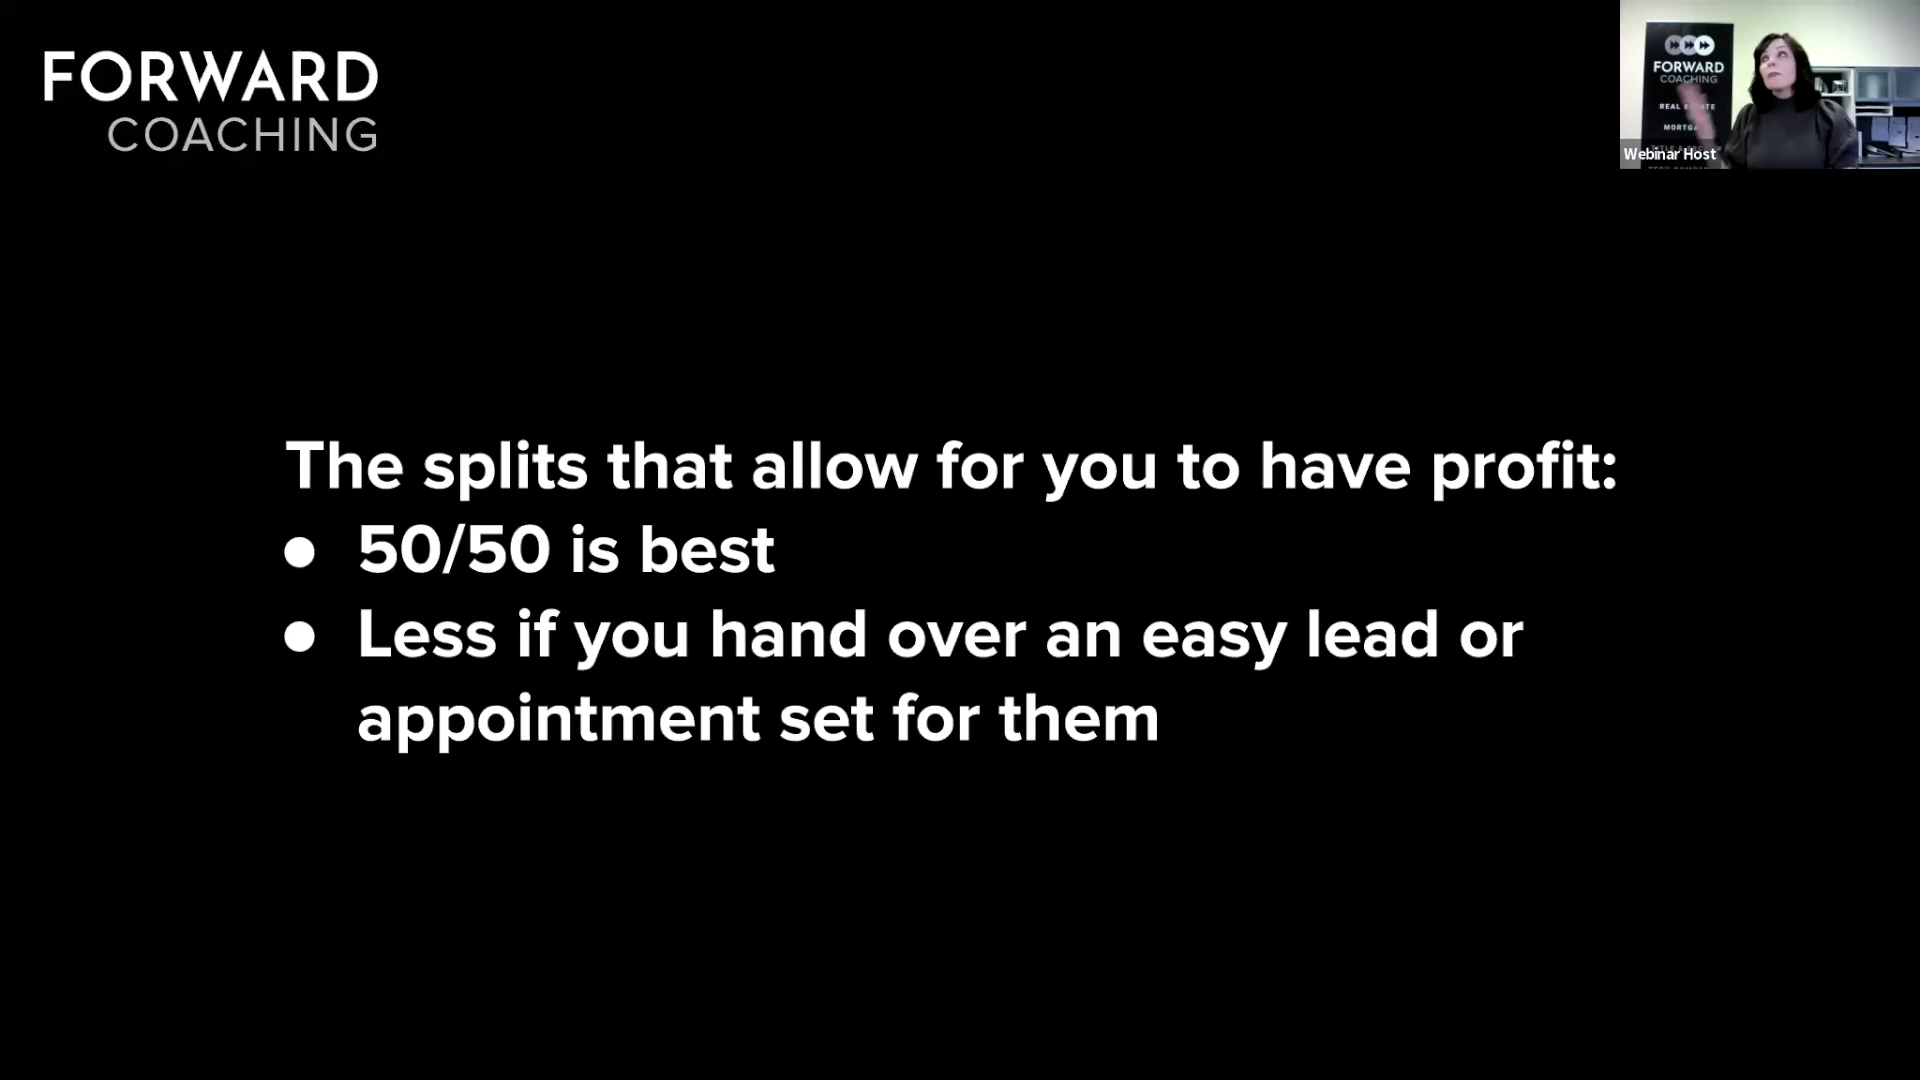 FORWARD
COACHING
FORWARD
COACHING
Webinar Host
The splits that allow for you to have profit:
● 50/50 is best
● Less if you hand over an easy lead or
appointment set for them